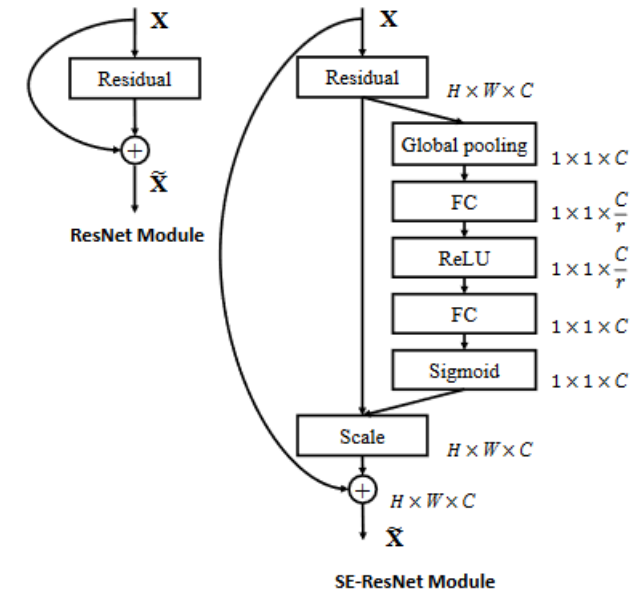 X
Residual
+
X̃
ResNet Module
X
Residual
H × W × C
Global pooling
1 × 1 × C
FC
1 × 1 × C/r
ReLU
1 × 1 × C/r
FC
1 × 1 × C
Sigmoid
1 × 1 × C
Scale
H × W × C
+
H × W × C
X̃
SE-ResNet Module